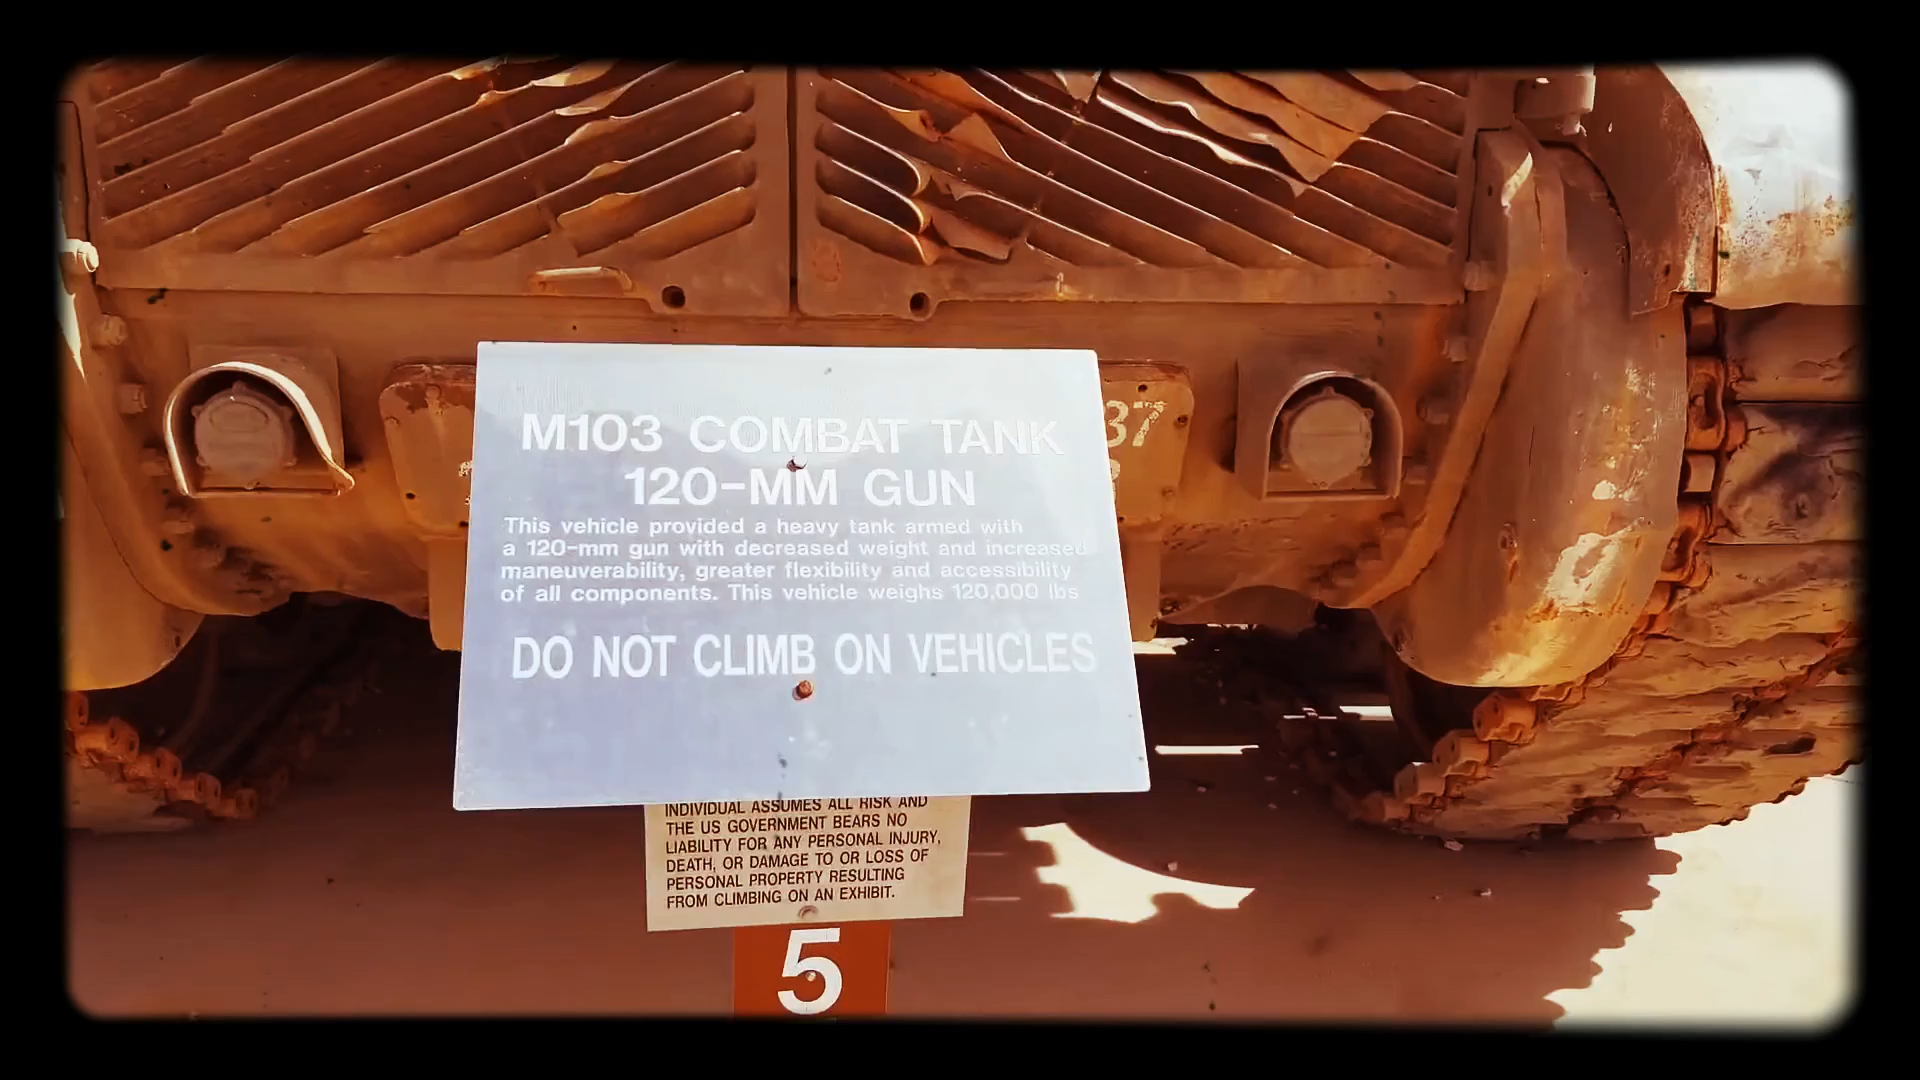 M103 COMBAT TANK
120-MM GUN
This vehicle provided a heavy tank armed with
a 120-mm gun with decreased weight and increased
maneuverability, greater flexibility and accessibility
of all components. This vehicle weighs 120,000 lbs
DO NOT CLIMB ON VEHICLES
37
INDIVIDUAL ASSUMES ALL RISK AND
THE US GOVERNMENT BEARS NO
LIABILITY FOR ANY PERSONAL INJURY,
DEATH, OR DAMAGE TO OR LOSS OF
PERSONAL PROPERTY RESULTING
FROM CLIMBING ON AN EXHIBIT.
5